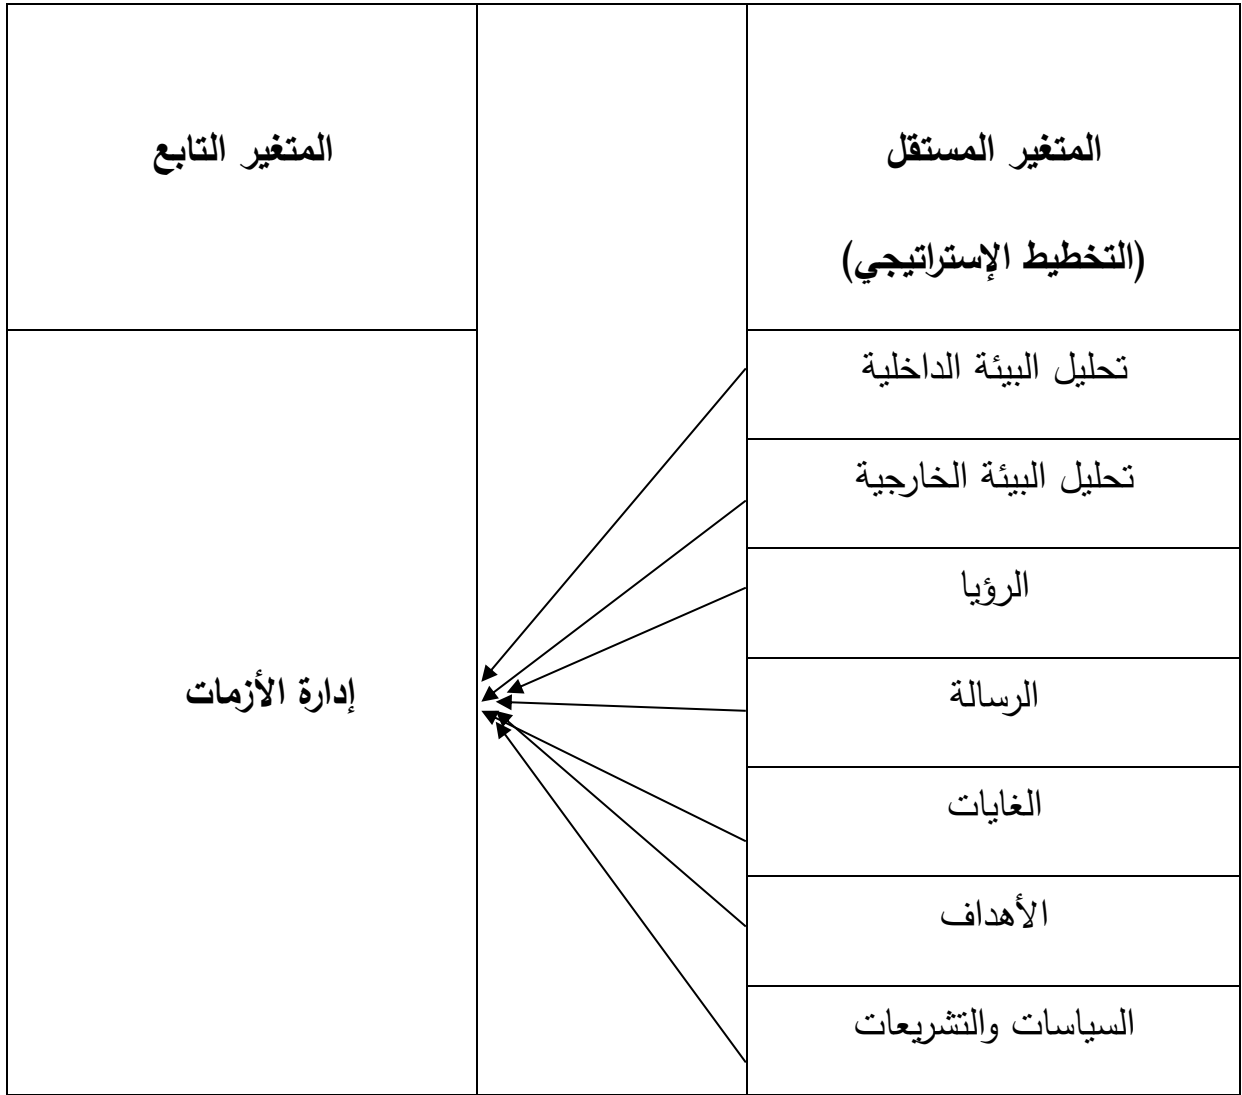 المتغير المستقل
(التخطيط الإستراتيجي)
المتغير التابع
تحليل البيئة الداخلية
تحليل البيئة الخارجية
الرؤيا
الرسالة
الغايات
الأهداف
السياسات والتشريعات
إدارة الأزمات